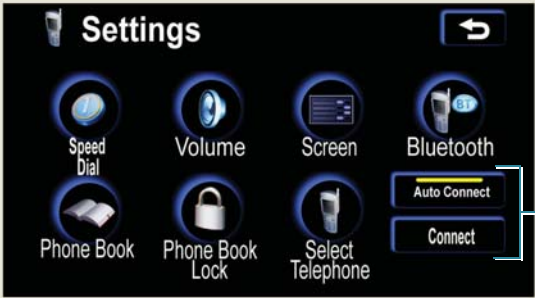 Settings
Speed
Dial
Volume
Screen
BT
Bluetooth
Phone Book
Phone Book
Lock
Select
Telephone
Auto Connect
Connect